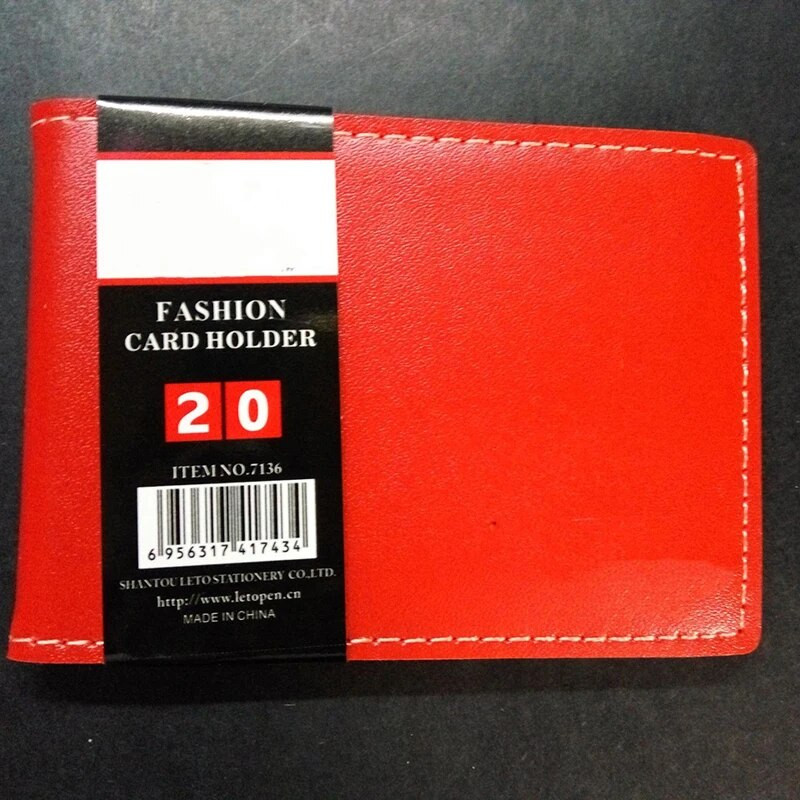 FASHION
CARD HOLDER
20
ITEM NO.7136
6 956317 417434
SHANTOU LETO STATIONERY CO.,LTD.
http://www.letopen.cn
MADE IN CHINA